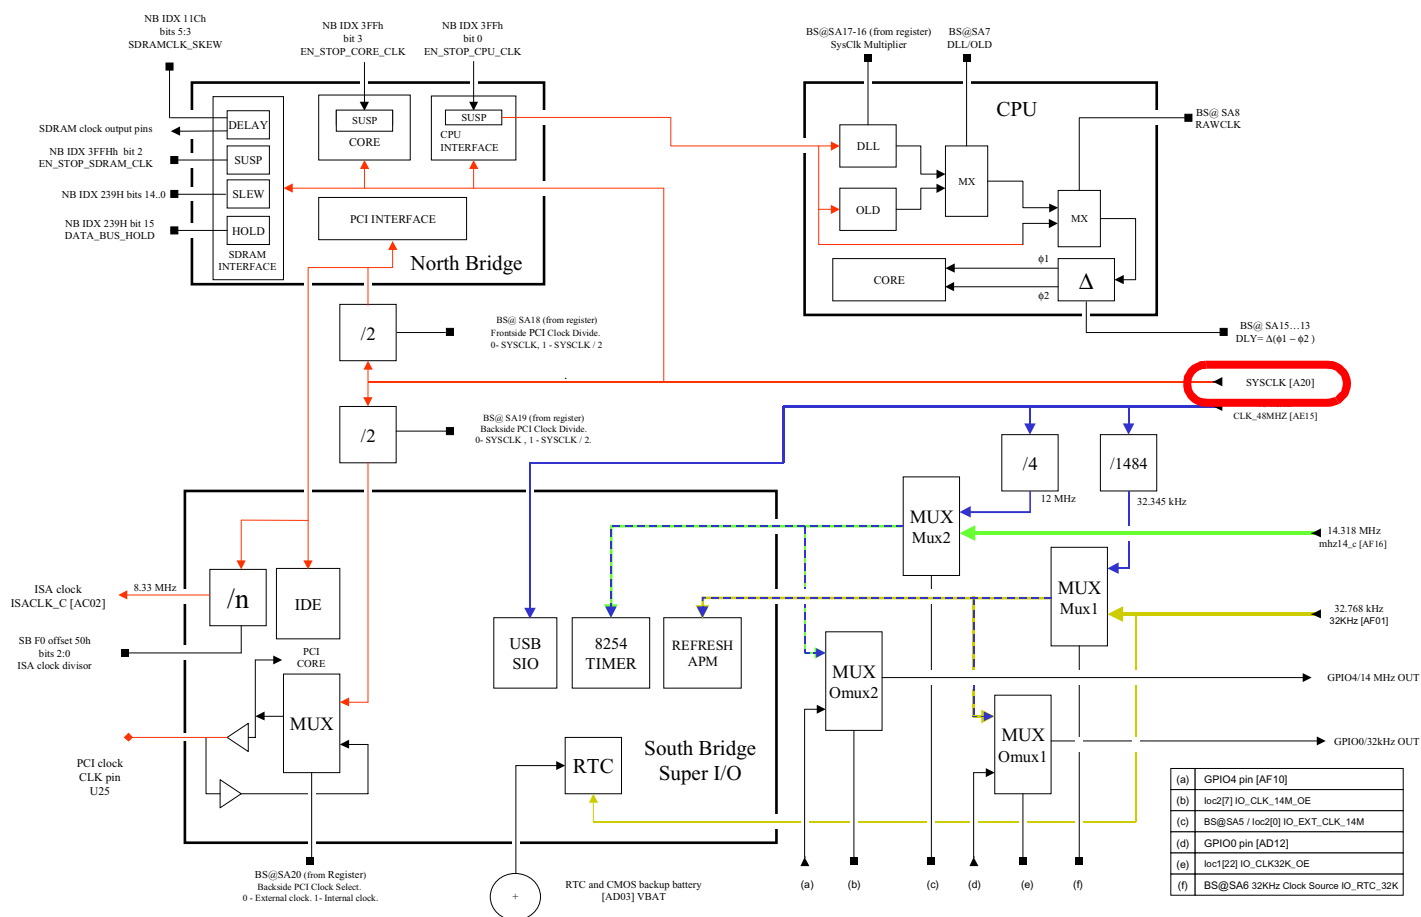 NB IDX 11Ch
bits 5:3
SDRAMCLK_SKEW
NB IDX 3FFh
bit 3
EN_STOP_CORE_CLK
NB IDX 3FFh
bit 0
EN_STOP_CPU_CLK
BS@SA17-16 (from register)
SysClk Multiplier
BS@SA7
DLL/OLD
SDRAM clock output pins
NB IDX 3FFHh bit 2
EN_STOP_SDRAM_CLK
NB IDX 239H bits 14..0
NB IDX 239H bit 15
DATA_BUS_HOLD
DELAY
SUSP
SLEW
HOLD
SDRAM
INTERFACE
SUSP
CORE
SUSP
CPU
INTERFACE
PCI INTERFACE
North Bridge
CPU
DLL
OLD
MX
MX
BS@ SA8
RAWCLK
CORE
ϕ1
ϕ2
Δ
BS@ SA15…13
DLY= Δ(ϕ1 – ϕ2 )
/2
BS@ SA18 (from register)
Frontside PCI Clock Divide.
0- SYSCLK, 1 - SYSCLK / 2
/2
BS@ SA19 (from register)
Backside PCI Clock Divide.
0- SYSCLK , 1 - SYSCLK / 2.
SYSCLK [A20]
CLK_48MHZ [AE15]
/4
/1484
12 MHz
32.345 kHz
MUX
Mux2
14.318 MHz
mhz14_c [AF16]
MUX
Mux1
32.768 kHz
32KHz [AF01]
ISA clock
ISACLK_C [AC02]
8.33 MHz
/n
IDE
SB F0 offset 50h
bits 2:0
ISA clock divisor
PCI
CORE
MUX
PCI clock
CLK pin
U25
USB
SIO
8254
TIMER
REFRESH
APM
MUX
Omux2
GPIO4/14 MHz OUT
MUX
Omux1
GPIO0/32kHz OUT
RTC
South Bridge
Super I/O
BS@SA20 (from Register)
Backside PCI Clock Select.
0 - External clock. 1- Internal clock.
+
RTC and CMOS backup battery
[AD03] VBAT
(a)
(b)
(c)
(d)
(e)
(f)
(a) GPIO4 pin [AF10]
(b) Ioc2[7] IO_CLK_14M_OE
(c) BS@SA5 / Ioc2[0] IO_EXT_CLK_14M
(d) GPIO0 pin [AD12]
(e) Ioc1[22] IO_CLK32K_OE
(f) BS@SA6 32KHz Clock Source IO_RTC_32K